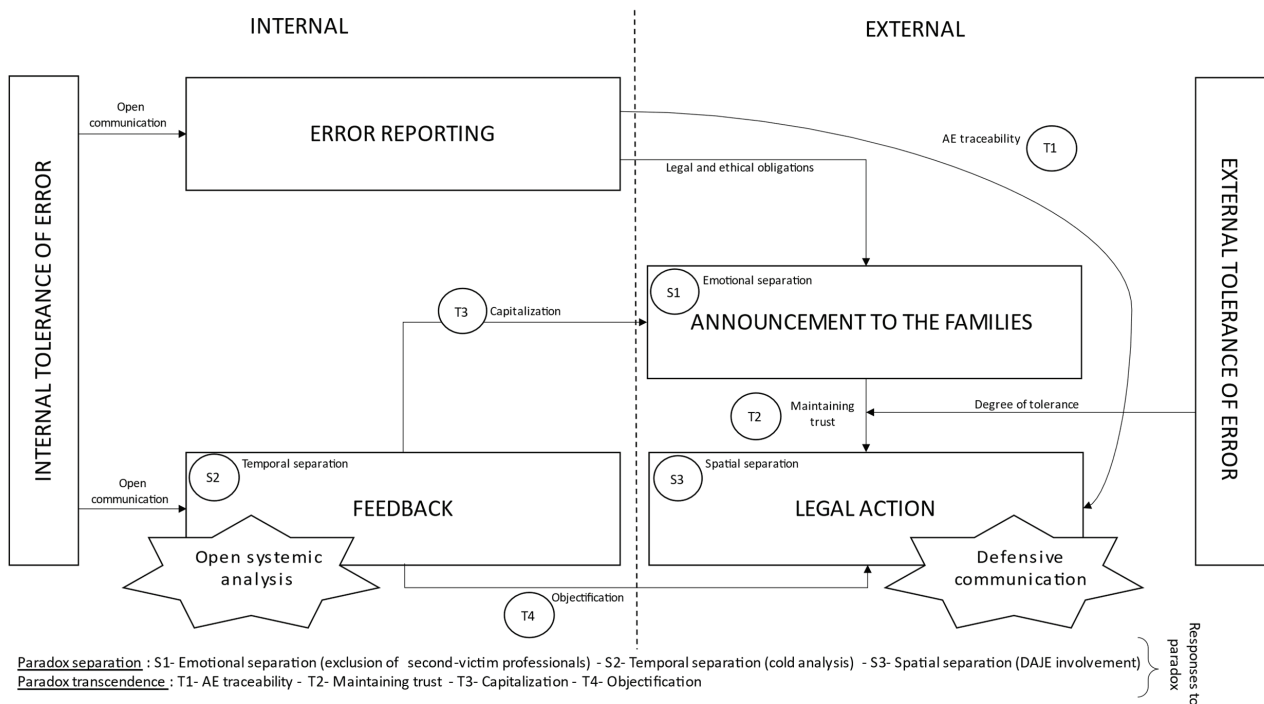 INTERNAL
EXTERNAL
INTERNAL TOLERANCE OF ERROR
Open
communication
ERROR REPORTING
AE traceability
T1
Legal and ethical obligations
EXTERNAL TOLERANCE OF ERROR
S1
Emotional separation
ANNOUNCEMENT TO THE FAMILIES
T3
Capitalization
T2
Maintaining
trust
Degree of tolerance
Open
communication
S2
Temporal separation
FEEDBACK
Open systemic
analysis
S3
Spatial separation
LEGAL ACTION
Defensive
communication
T4
Objectification
Paradox separation : S1- Emotional separation (exclusion of second-victim professionals) - S2- Temporal separation (cold analysis) - S3- Spatial separation (DAJE involvement)
Paradox transcendence : T1- AE traceability - T2- Maintaining trust - T3- Capitalization - T4- Objectification
Responses to
paradox